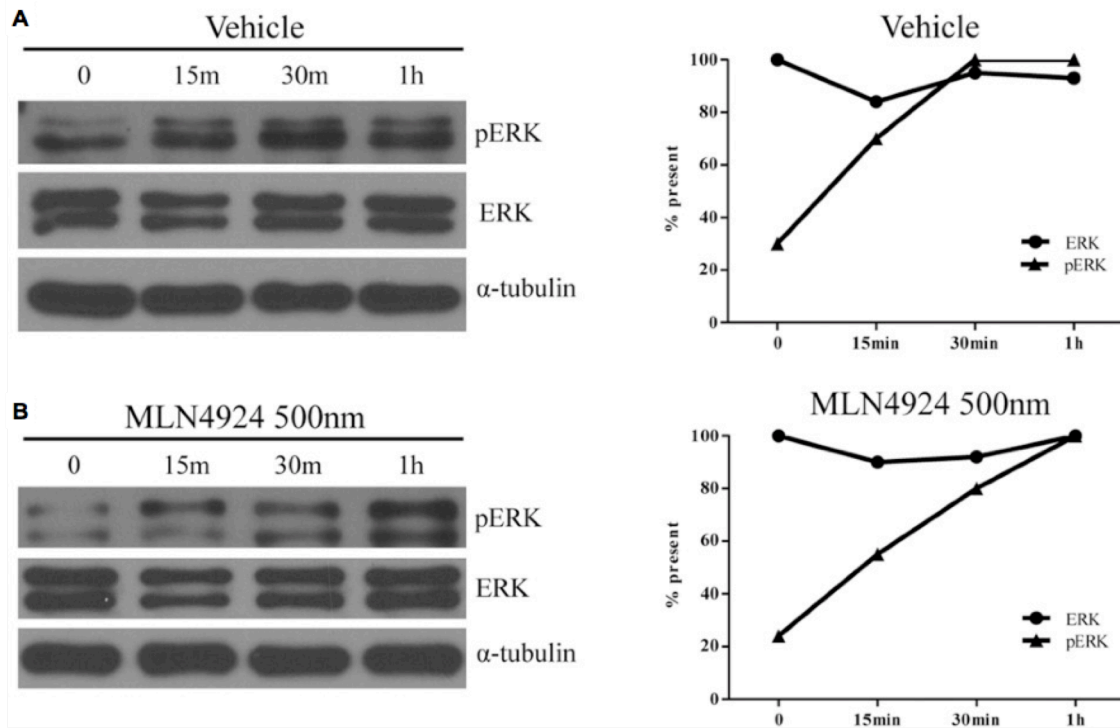 A
Vehicle
0 15m 30m 1h
pERK
ERK
α-tubulin
Vehicle
% present
100
80
60
40
20
0
0 15min 30min 1h
ERK
pERK
B
MLN4924 500nm
0 15m 30m 1h
pERK
ERK
α-tubulin
MLN4924 500nm
% present
100
80
60
40
20
0
0 15min 30min 1h
ERK
pERK